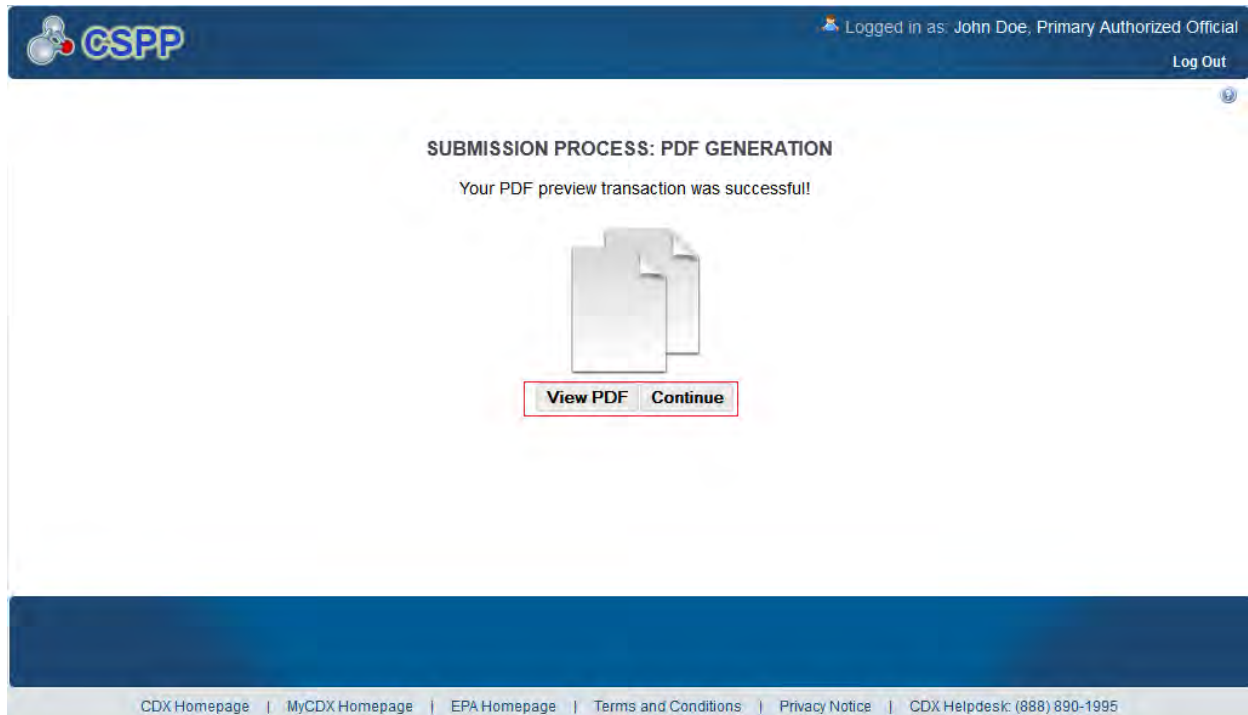 CSPP
Logged in as: John Doe, Primary Authorized Official
Log Out
SUBMISSION PROCESS: PDF GENERATION
Your PDF preview transaction was successful!
View PDF Continue
CDX Homepage | MyCDX Homepage | EPA Homepage | Terms and Conditions | Privacy Notice | CDX Helpdesk: (888) 890-1995